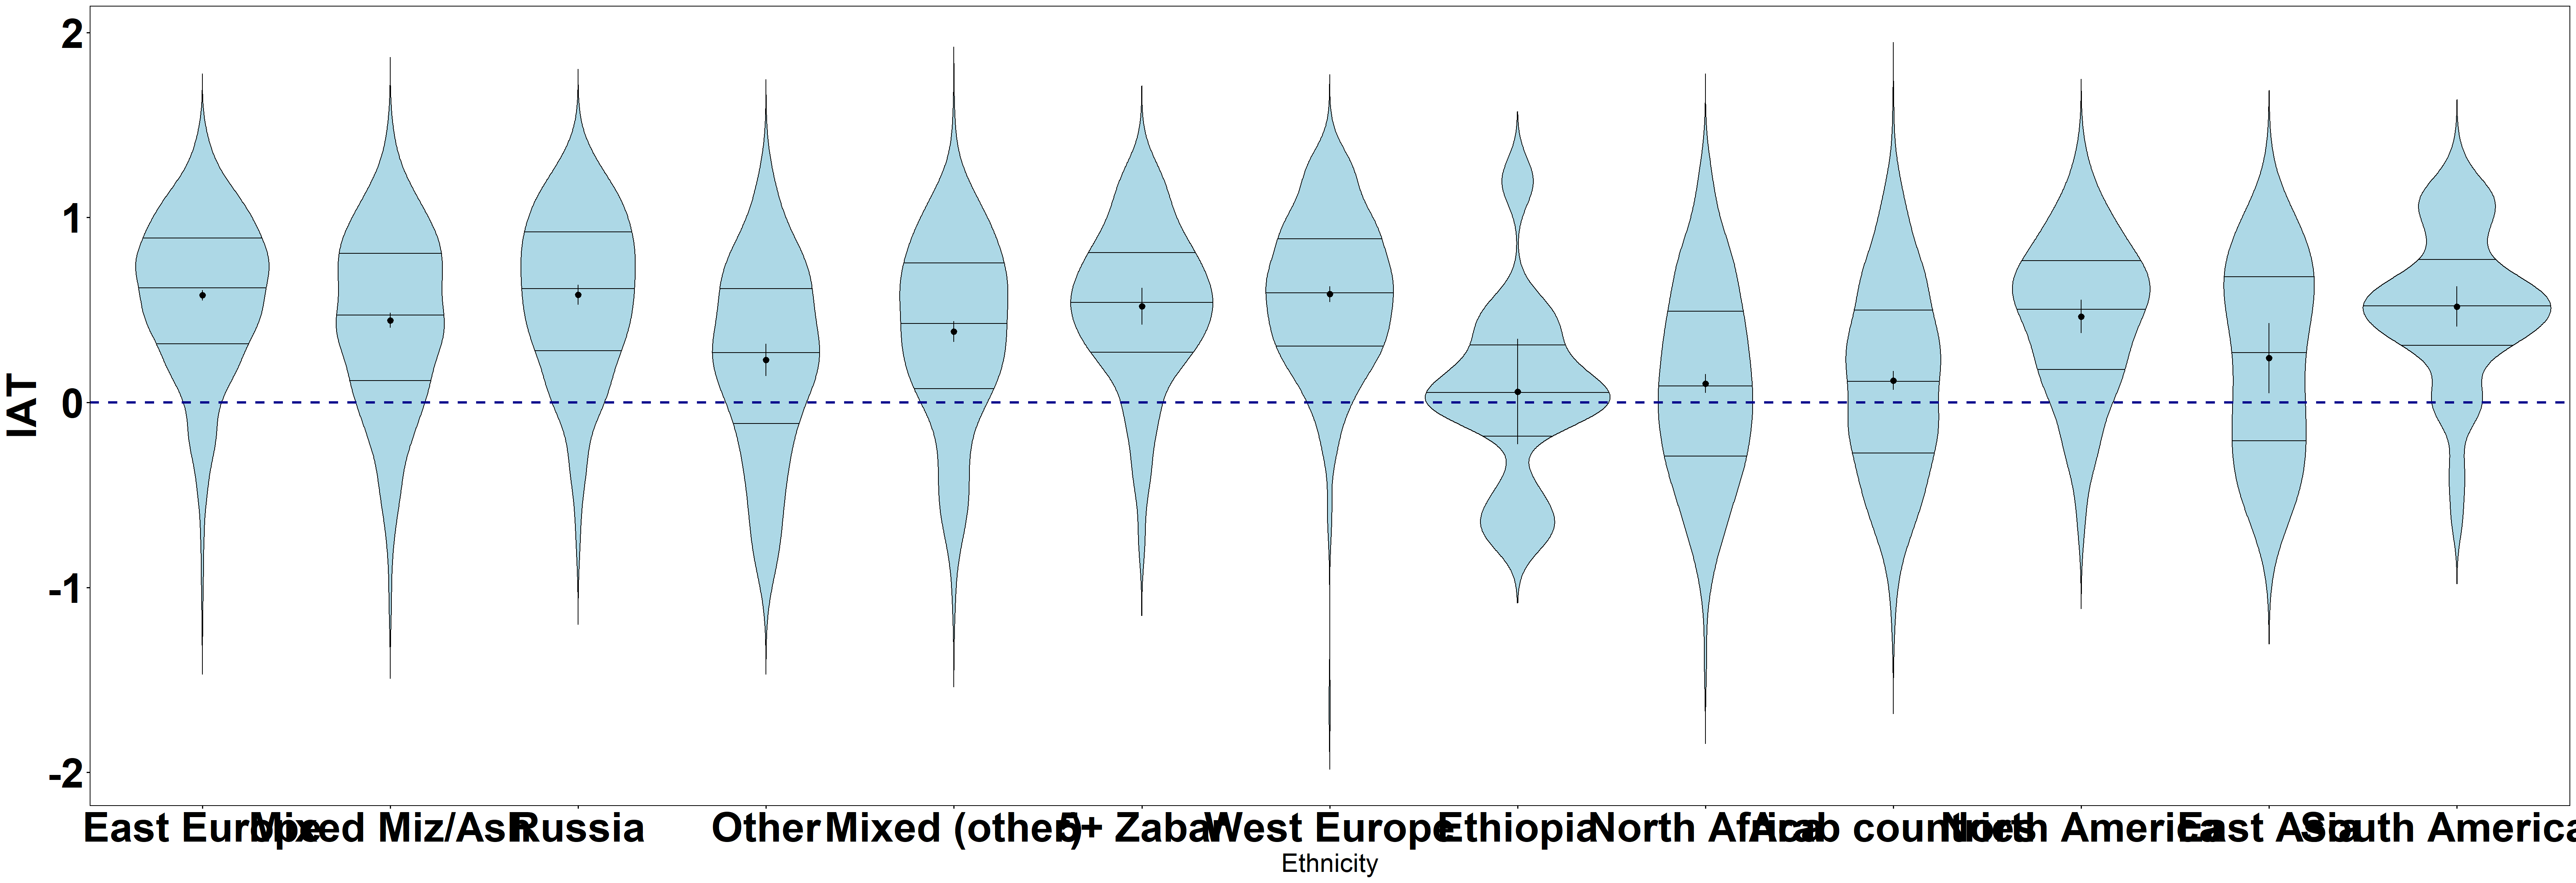 2
1
0
-1
-2
IAT
East Europe Mixed Miz/Ash Russia Other Mixed (other) 5+ Zabar West Europe Ethiopia North Africa Arab countries North America East Asia South America
Ethnicity